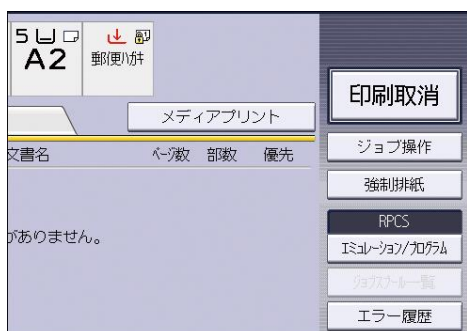 5
A2
郵便ﾊｶﾞｷ
印刷取消
メディアプリント
ジョブ操作
文書名 ﾍﾟｰｼﾞ数 部数 優先
強制排紙
RPCS
がありません。
ｴﾐｭﾚｰｼｮﾝ/ﾌﾟﾛｸﾞﾗﾑ
ｼﾞｮﾌﾞｽﾌﾟｰﾙ一覧
エラー履歴